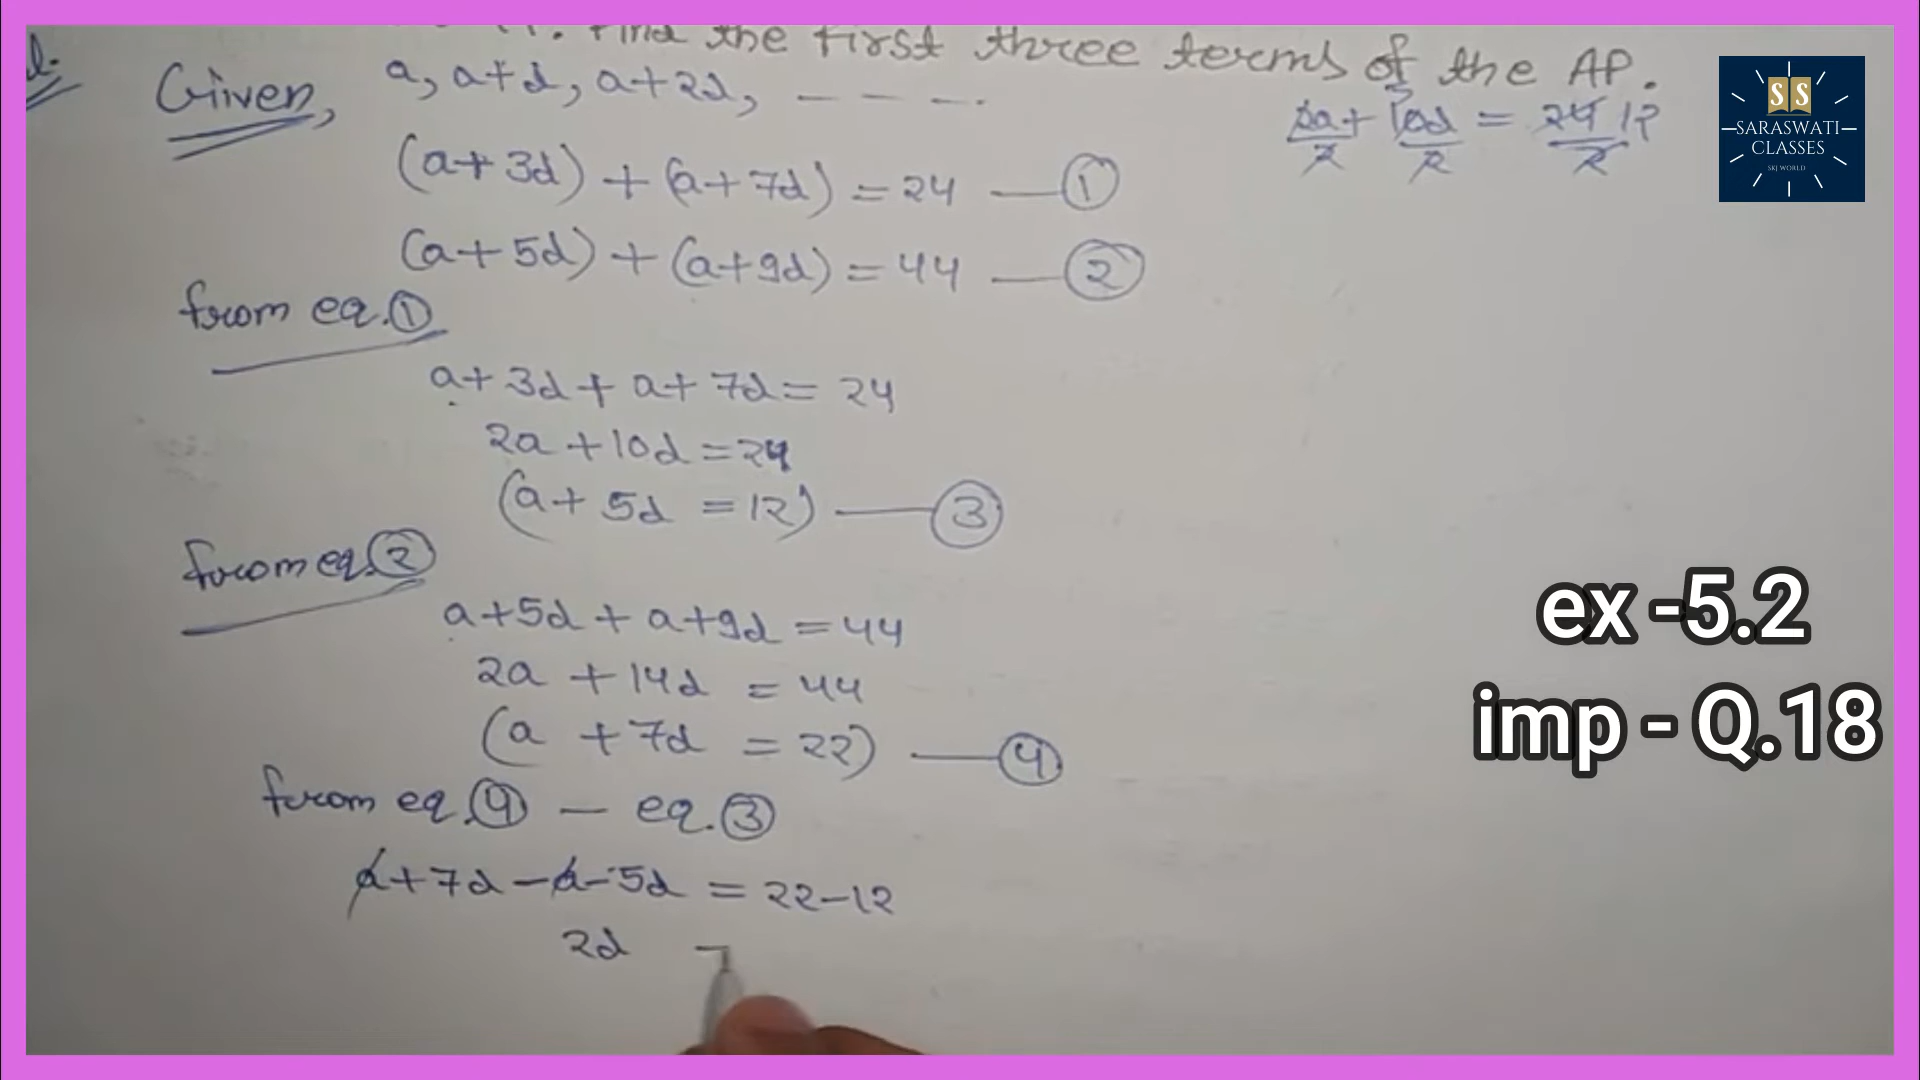 Find the first three terms of the AP.
Given, a, a+d, a+2d, – – – .
2a/2 + 10d/2 5 = 24/2 12
(a+3d) + (a+7d) = 24 — ①
(a+5d) + (a+9d) = 44 — ②
from eq.①
a+3d+a+7d=24
2a+10d=24
(a+5d=12) — ③
from eq.②
a+5d+a+9d=44
2a+14d=44
(a+7d=22) — ④
from eq.④ – eq.③
a+7d-a-5d=22-12
2d
SS
SARASWATI
CLASSES
SKJ WORLD
ex -5.2
imp - Q.18